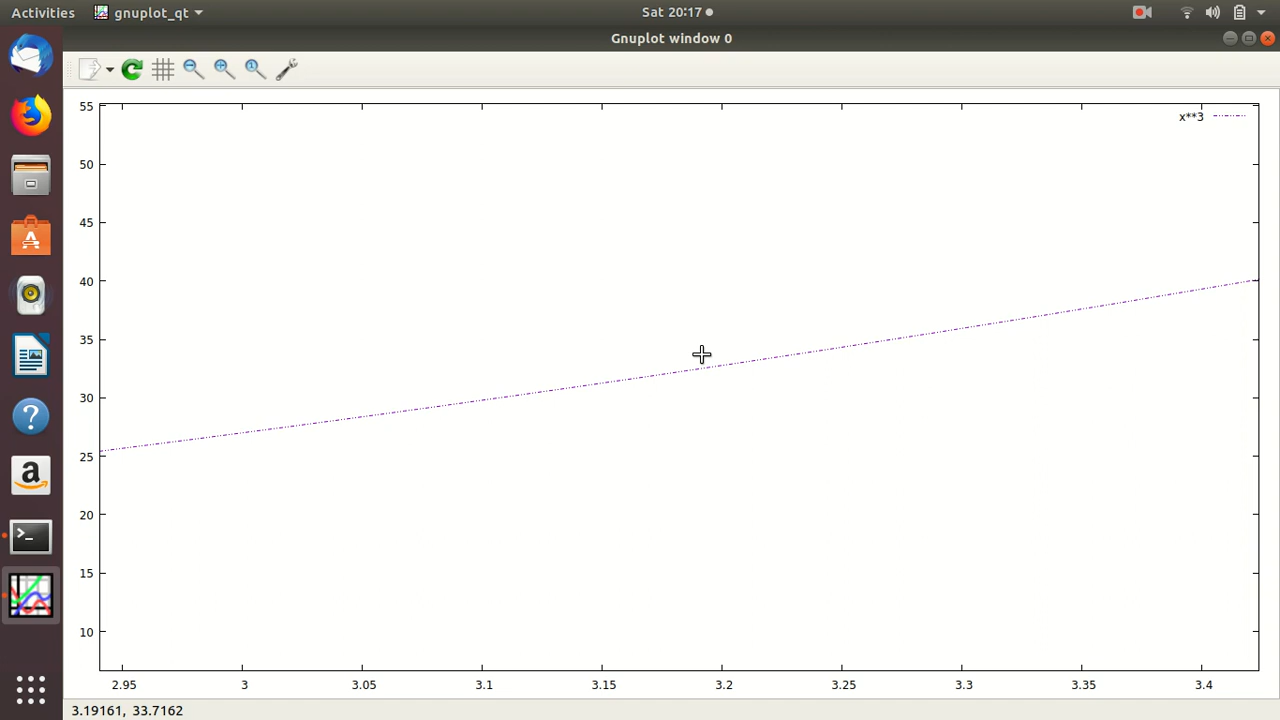 Activities gnuplot_qt Sat 20:17
Gnuplot window 0
55
x**3
50
45
40
35
30
25
20
15
10
2.95 3 3.05 3.1 3.15 3.2 3.25 3.3 3.35 3.4
3.19161, 33.7162